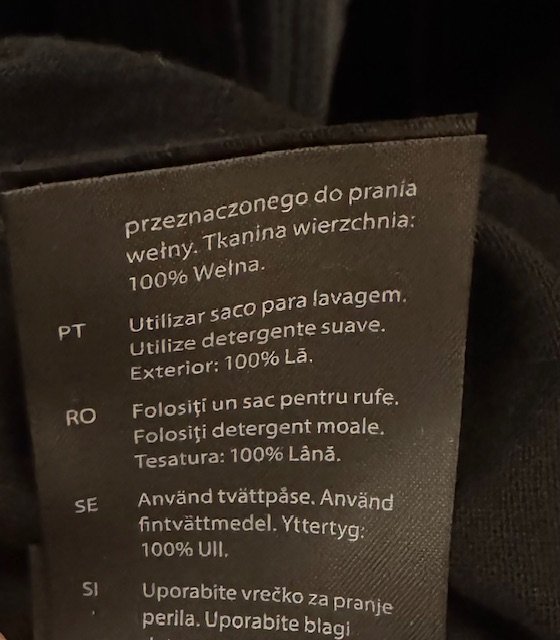 przeznaczonego do prania
wełny. Tkanina wierzchnia:
100% Wełna.
PT Utilizar saco para lavagem.
Utilize detergente suave.
Exterior: 100% Lã.
RO Folosiți un sac pentru rufe.
Folosiți detergent moale.
Tesatura: 100% Lână.
SE Använd tvättpåse. Använd
fintvättmedel. Yttertyg:
100% Ull.
SI Uporabite vrečko za pranje
perila. Uporabite blagi